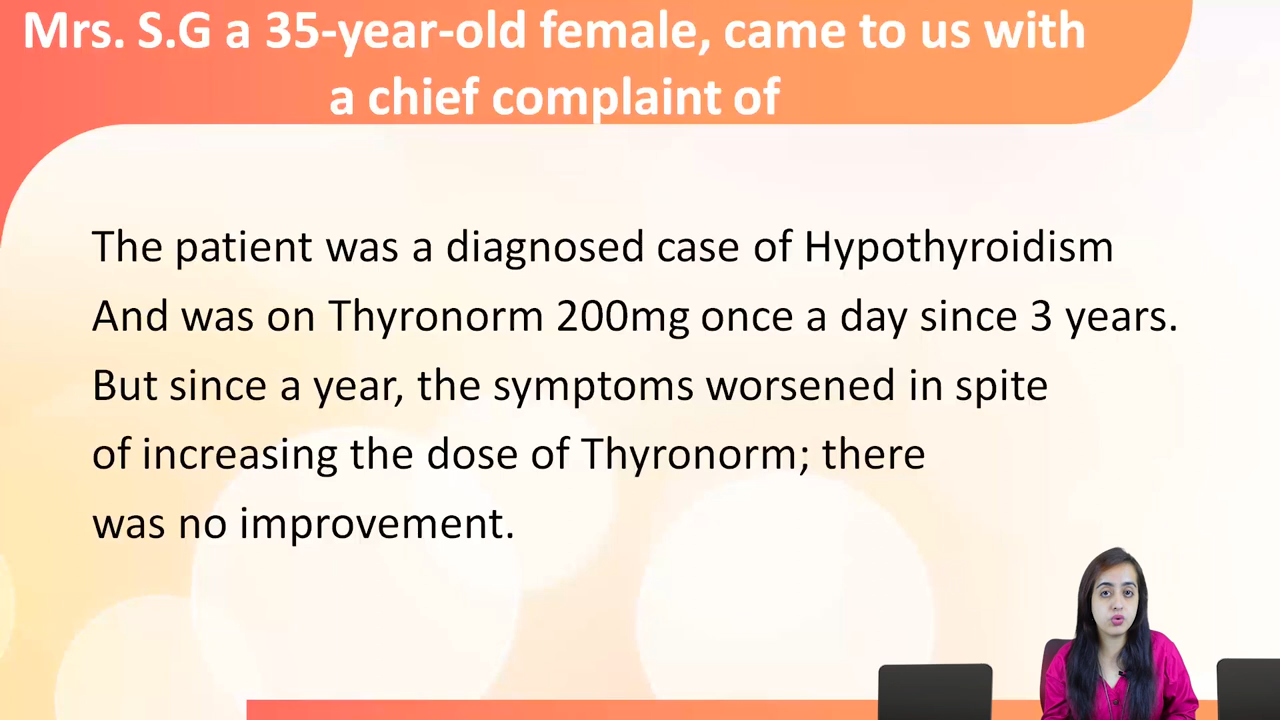 Mrs. S.G a 35-year-old female, came to us with
a chief complaint of
The patient was a diagnosed case of Hypothyroidism
And was on Thyronorm 200mg once a day since 3 years.
But since a year, the symptoms worsened in spite
of increasing the dose of Thyronorm; there
was no improvement.